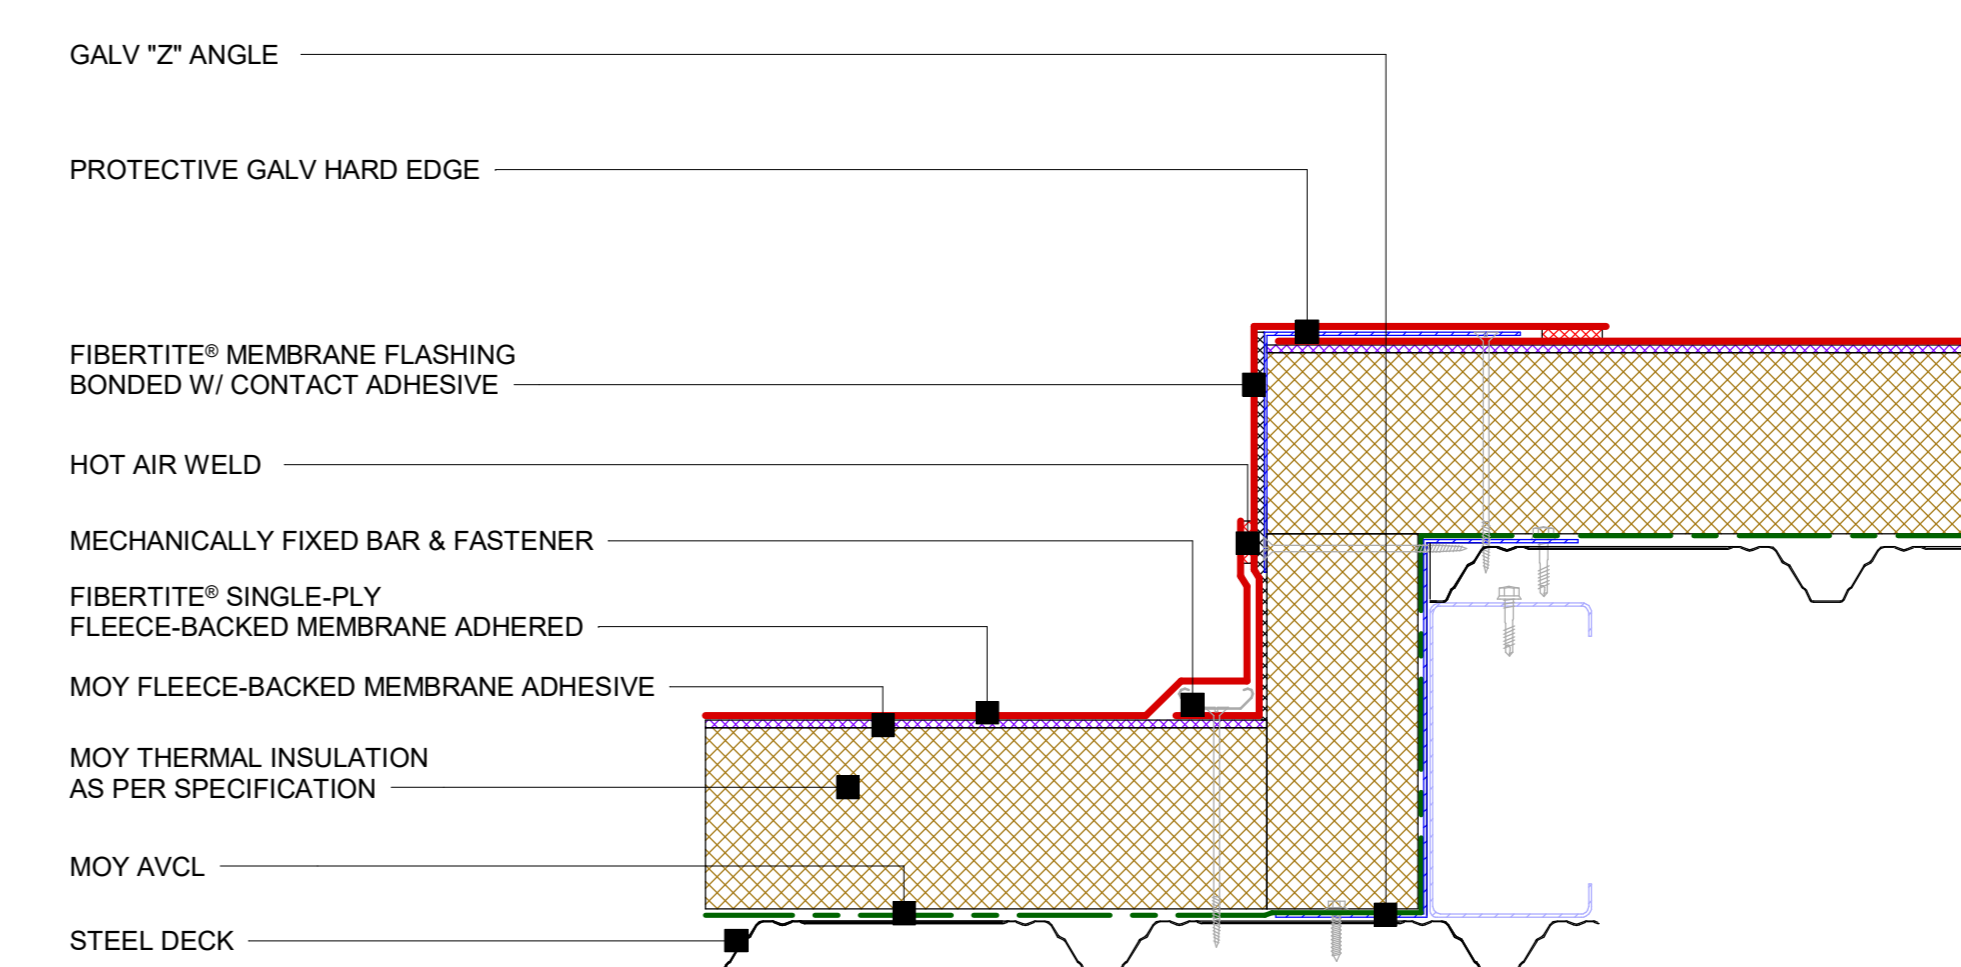 GALV "Z" ANGLE
PROTECTIVE GALV HARD EDGE
FIBERTITE® MEMBRANE FLASHING
BONDED W/ CONTACT ADHESIVE
HOT AIR WELD
MECHANICALLY FIXED BAR & FASTENER
FIBERTITE® SINGLE-PLY
FLEECE-BACKED MEMBRANE ADHERED
MOY FLEECE-BACKED MEMBRANE ADHESIVE
MOY THERMAL INSULATION
AS PER SPECIFICATION
MOY AVCL
STEEL DECK